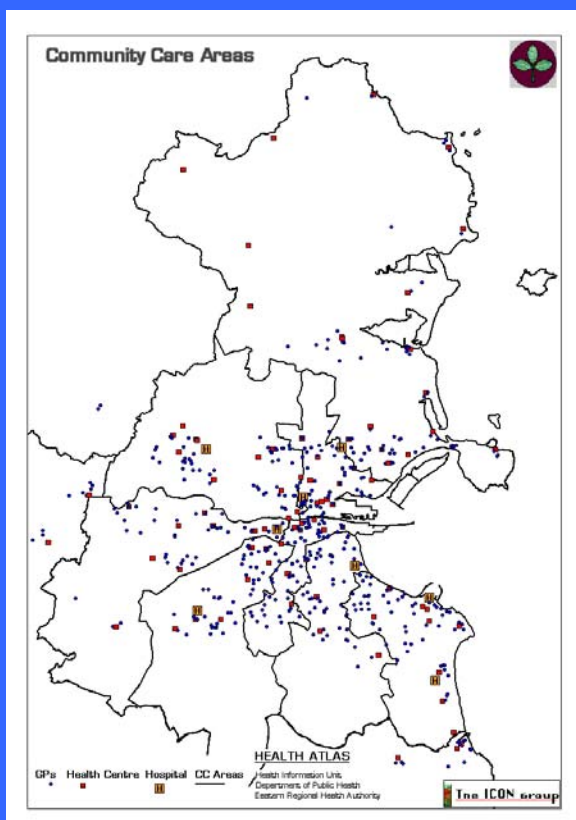 Community Care Areas
H
H
H
H
H
H
H
H
HEALTH ATLAS
GPs Health Centre Hospital CC Areas
H
Health Information Unit
Department of Public Health
Eastern Regional Health Authority
The ICON group